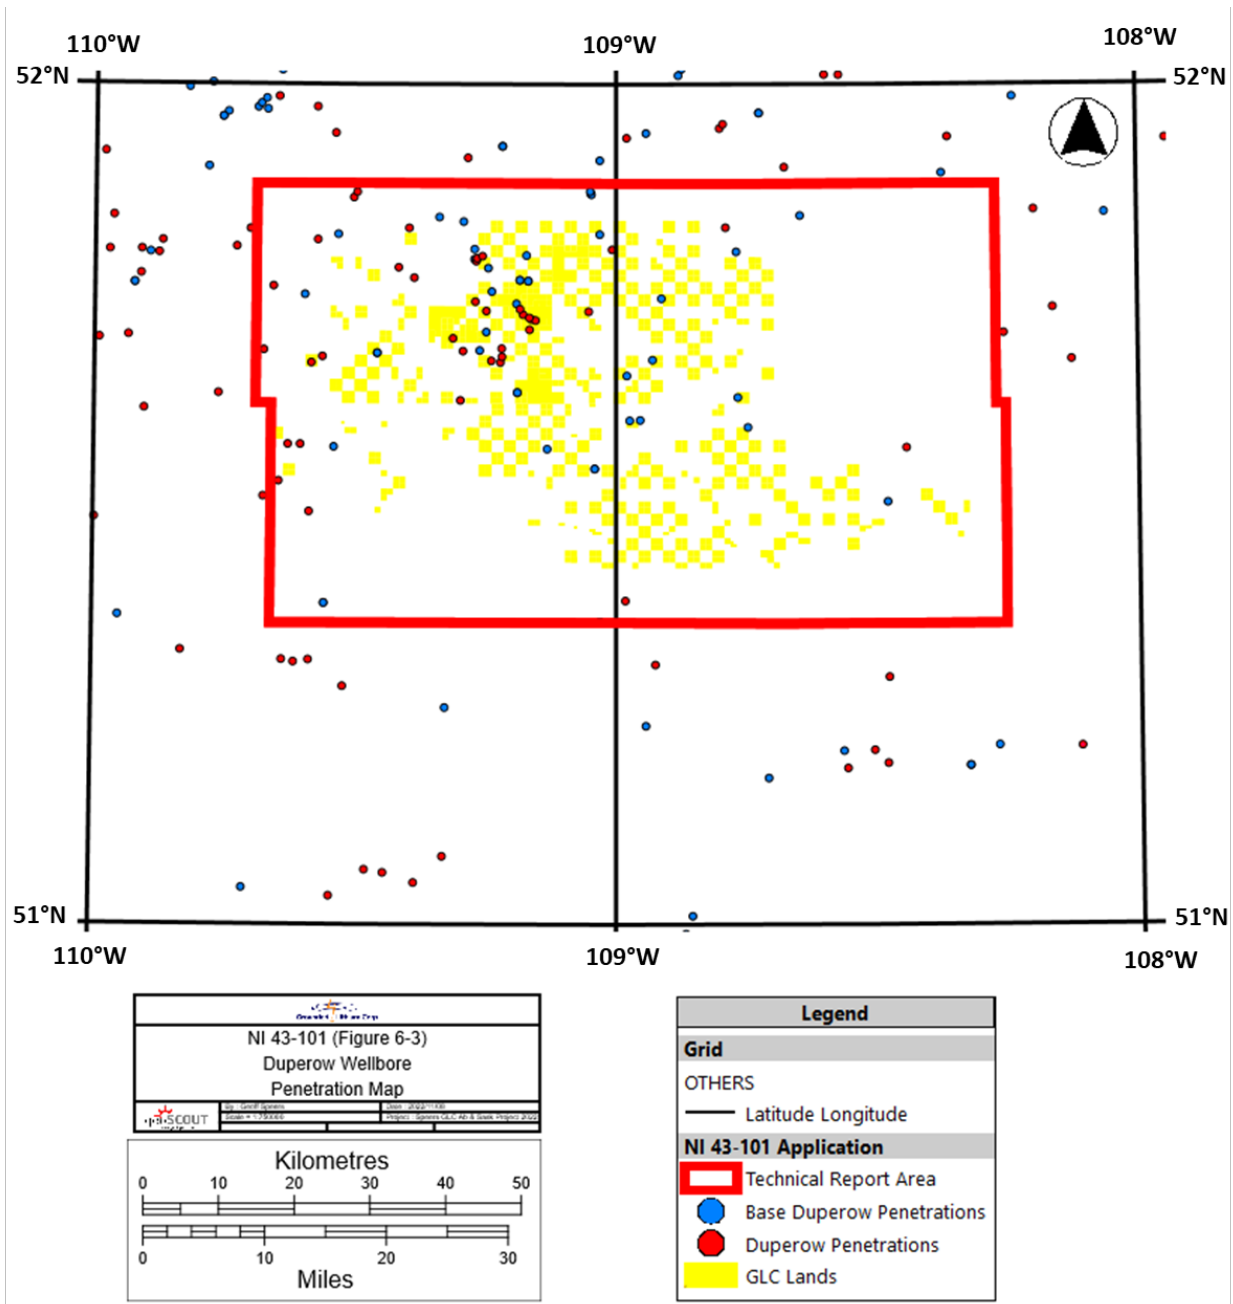 110°W
109°W
108°W
52°N
52°N
51°N
51°N
110°W
109°W
108°W
NI 43-101 (Figure 6-3)
Duperow Wellbore
Penetration Map
SCOUT
Kilometres
0 10 20 30 40 50
0 10 20 30
Miles
Legend
Grid
OTHERS
Latitude Longitude
NI 43-101 Application
Technical Report Area
Base Duperow Penetrations
Duperow Penetrations
GLC Lands